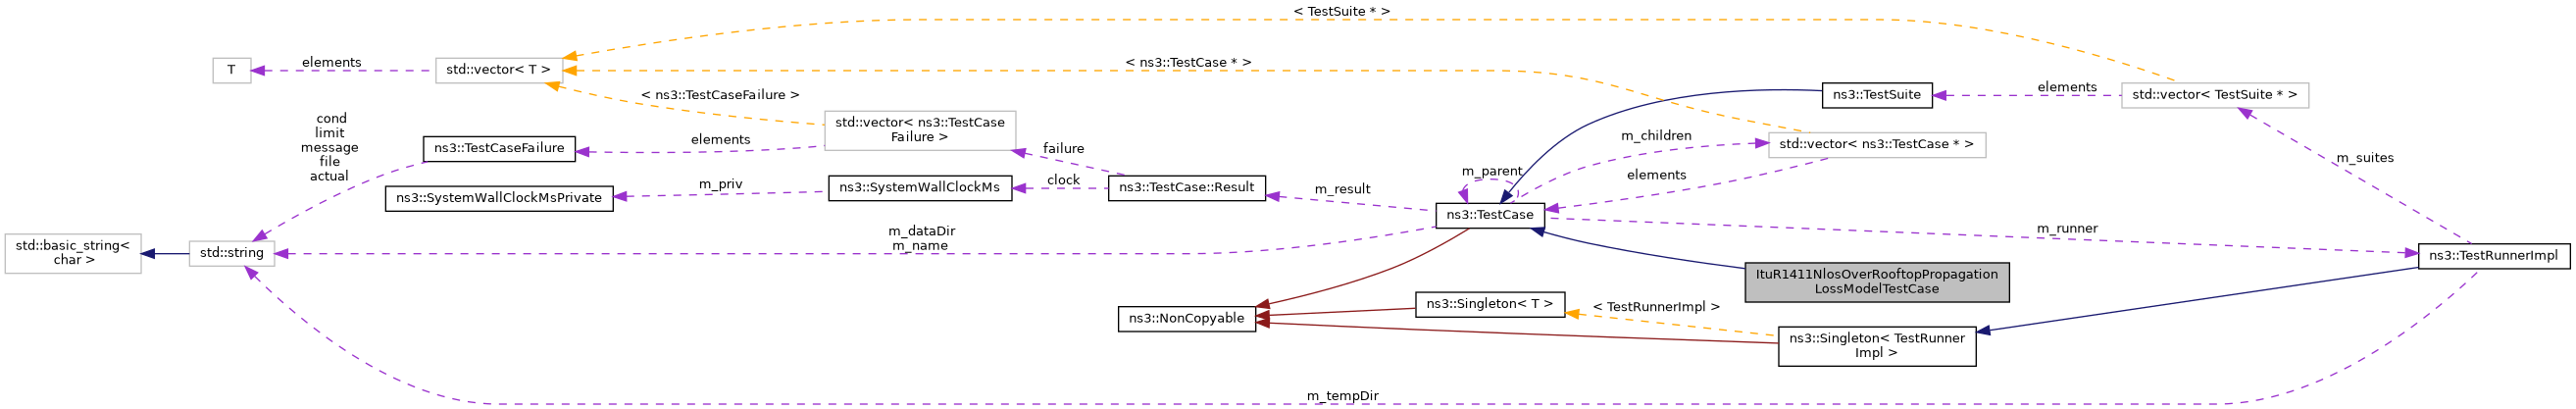 < TestSuite * >
T
elements
std::vector< T >
< ns3::TestCase * >
< ns3::TestCaseFailure >
ns3::TestSuite
elements
std::vector< TestSuite * >
cond
limit
message
file
actual
ns3::TestCaseFailure
elements
std::vector< ns3::TestCase
Failure >
failure
m_children
std::vector< ns3::TestCase * >
m_suites
ns3::SystemWallClockMsPrivate
m_priv
ns3::SystemWallClockMs
clock
ns3::TestCase::Result
m_result
m_parent
elements
ns3::TestCase
m_runner
std::basic_string<
char >
std::string
m_dataDir
m_name
ns3::TestRunnerImpl
ItuR1411NlosOverRooftopPropagation
LossModelTestCase
ns3::NonCopyable
ns3::Singleton< T >
< TestRunnerImpl >
ns3::Singleton< TestRunner
Impl >
m_tempDir